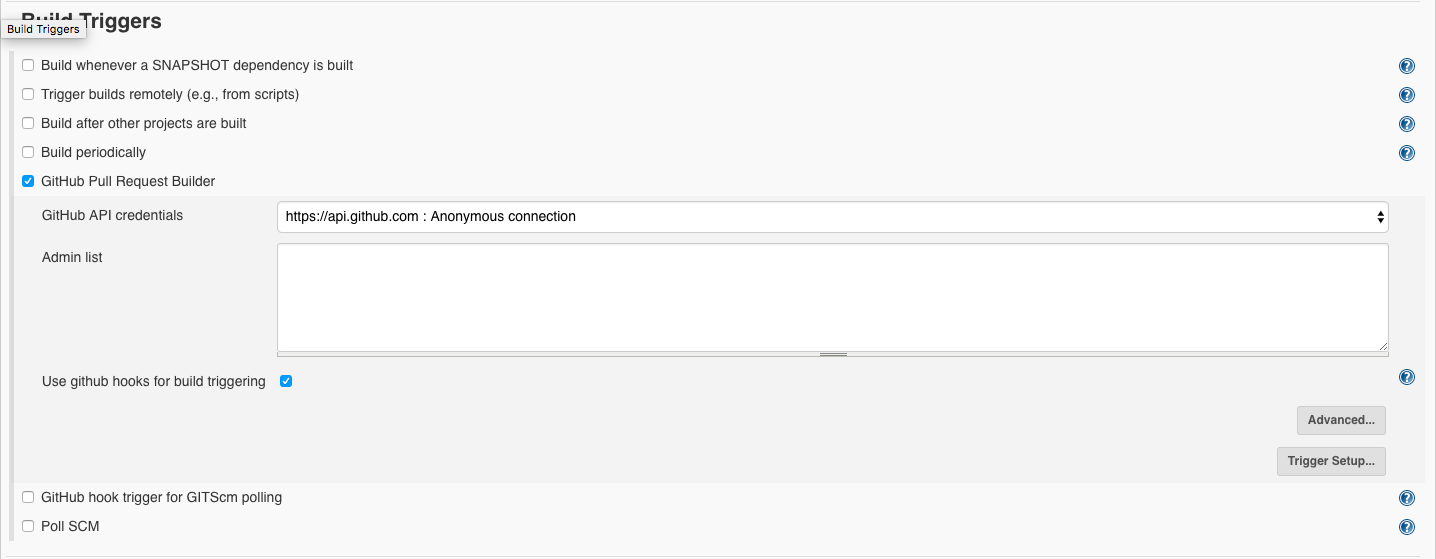 Build Triggers
Build Triggers
Build whenever a SNAPSHOT dependency is built
Trigger builds remotely (e.g., from scripts)
Build after other projects are built
Build periodically
GitHub Pull Request Builder
GitHub API credentials
https://api.github.com : Anonymous connection
Admin list
Use github hooks for build triggering
Advanced...
Trigger Setup...
GitHub hook trigger for GITScm polling
Poll SCM